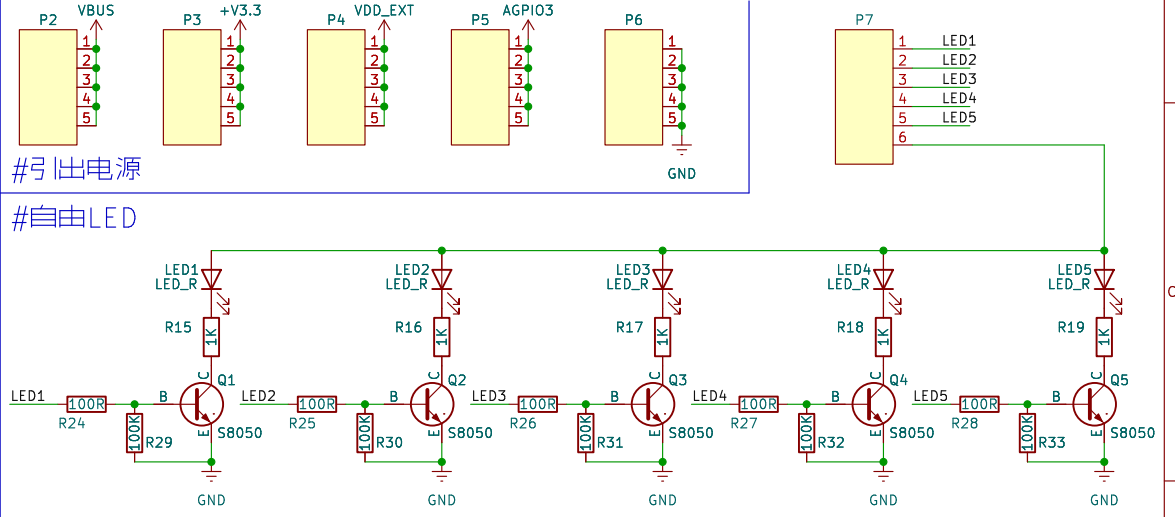 P2 VBUS
1
2
3
4
5
P3 +V3.3
1
2
3
4
5
P4 VDD_EXT
1
2
3
4
5
P5 AGPIO3
1
2
3
4
5
P6
1
2
3
4
5
GND
P7
1 LED1
2 LED2
3 LED3
4 LED4
5 LED5
6
#引出电源
#自由LED
LED1
LED_R
R15 1K
LED2
LED_R
R16 1K
LED3
LED_R
R17 1K
LED4
LED_R
R18 1K
LED5
LED_R
R19 1K
LED1 100R R24 B C Q1 E S8050 100K R29 GND
LED2 100R R25 B C Q2 E S8050 100K R30 GND
LED3 100R R26 B C Q3 E S8050 100K R31 GND
LED4 100R R27 B C Q4 E S8050 100K R32 GND
LED5 100R R28 B C Q5 E S8050 100K R33 GND
C